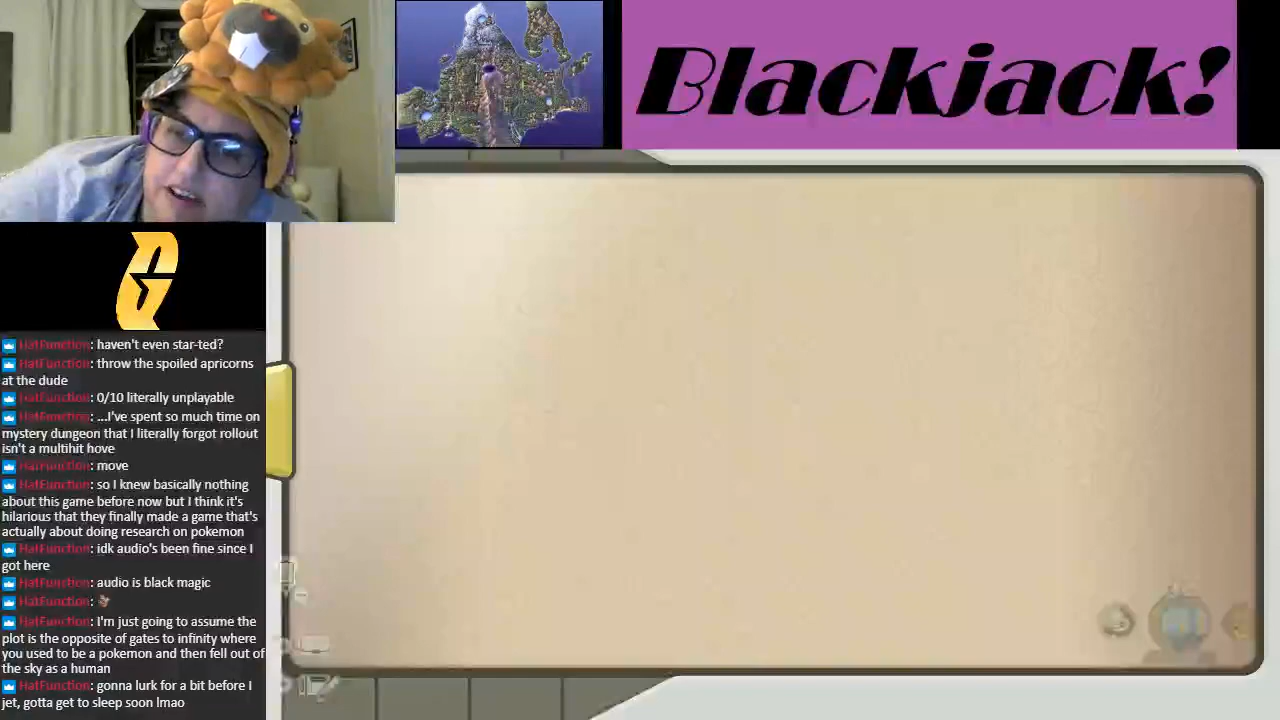 Blackjack!
G
HatFunction: haven't even star-ted?
HatFunction: throw the spoiled apricorns
at the dude
HatFunction: 0/10 literally unplayable
HatFunction: ...I've spent so much time on
mystery dungeon that I literally forgot rollout
isn't a multihit hove
HatFunction: move
HatFunction: so I knew basically nothing
about this game before now but I think it's
hilarious that they finally made a game that's
actually about doing research on pokemon
HatFunction: idk audio's been fine since I
got here
HatFunction: audio is black magic
HatFunction:
HatFunction: I'm just going to assume the
plot is the opposite of gates to infinity where
you used to be a pokemon and then fell out of
the sky as a human
HatFunction: gonna lurk for a bit before I
jet, gotta get to sleep soon lmao